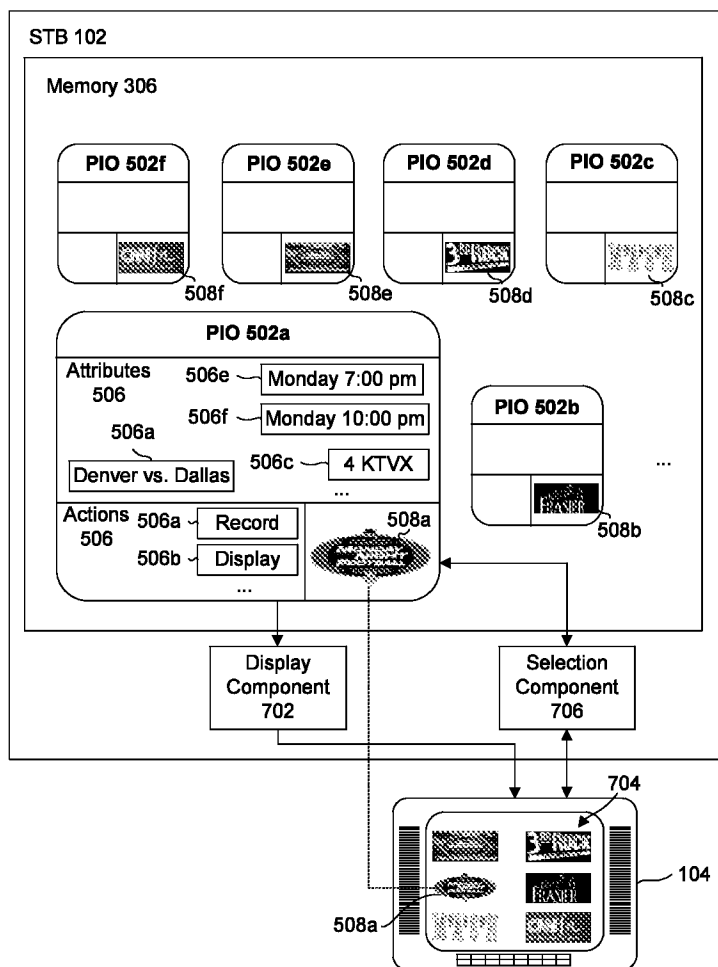 STB 102
Memory 306
PIO 502f
PIO 502e
PIO 502d
PIO 502c
508f
508e
508d
508c
PIO 502a
Attributes
506
506e
Monday 7:00 pm
506f
Monday 10:00 pm
506a
Denver vs. Dallas
506c
4 KTVX
...
PIO 502b
...
508b
Actions
506
506a
Record
506b
Display
...
508a
Display
Component
702
Selection
Component
706
704
104
508a